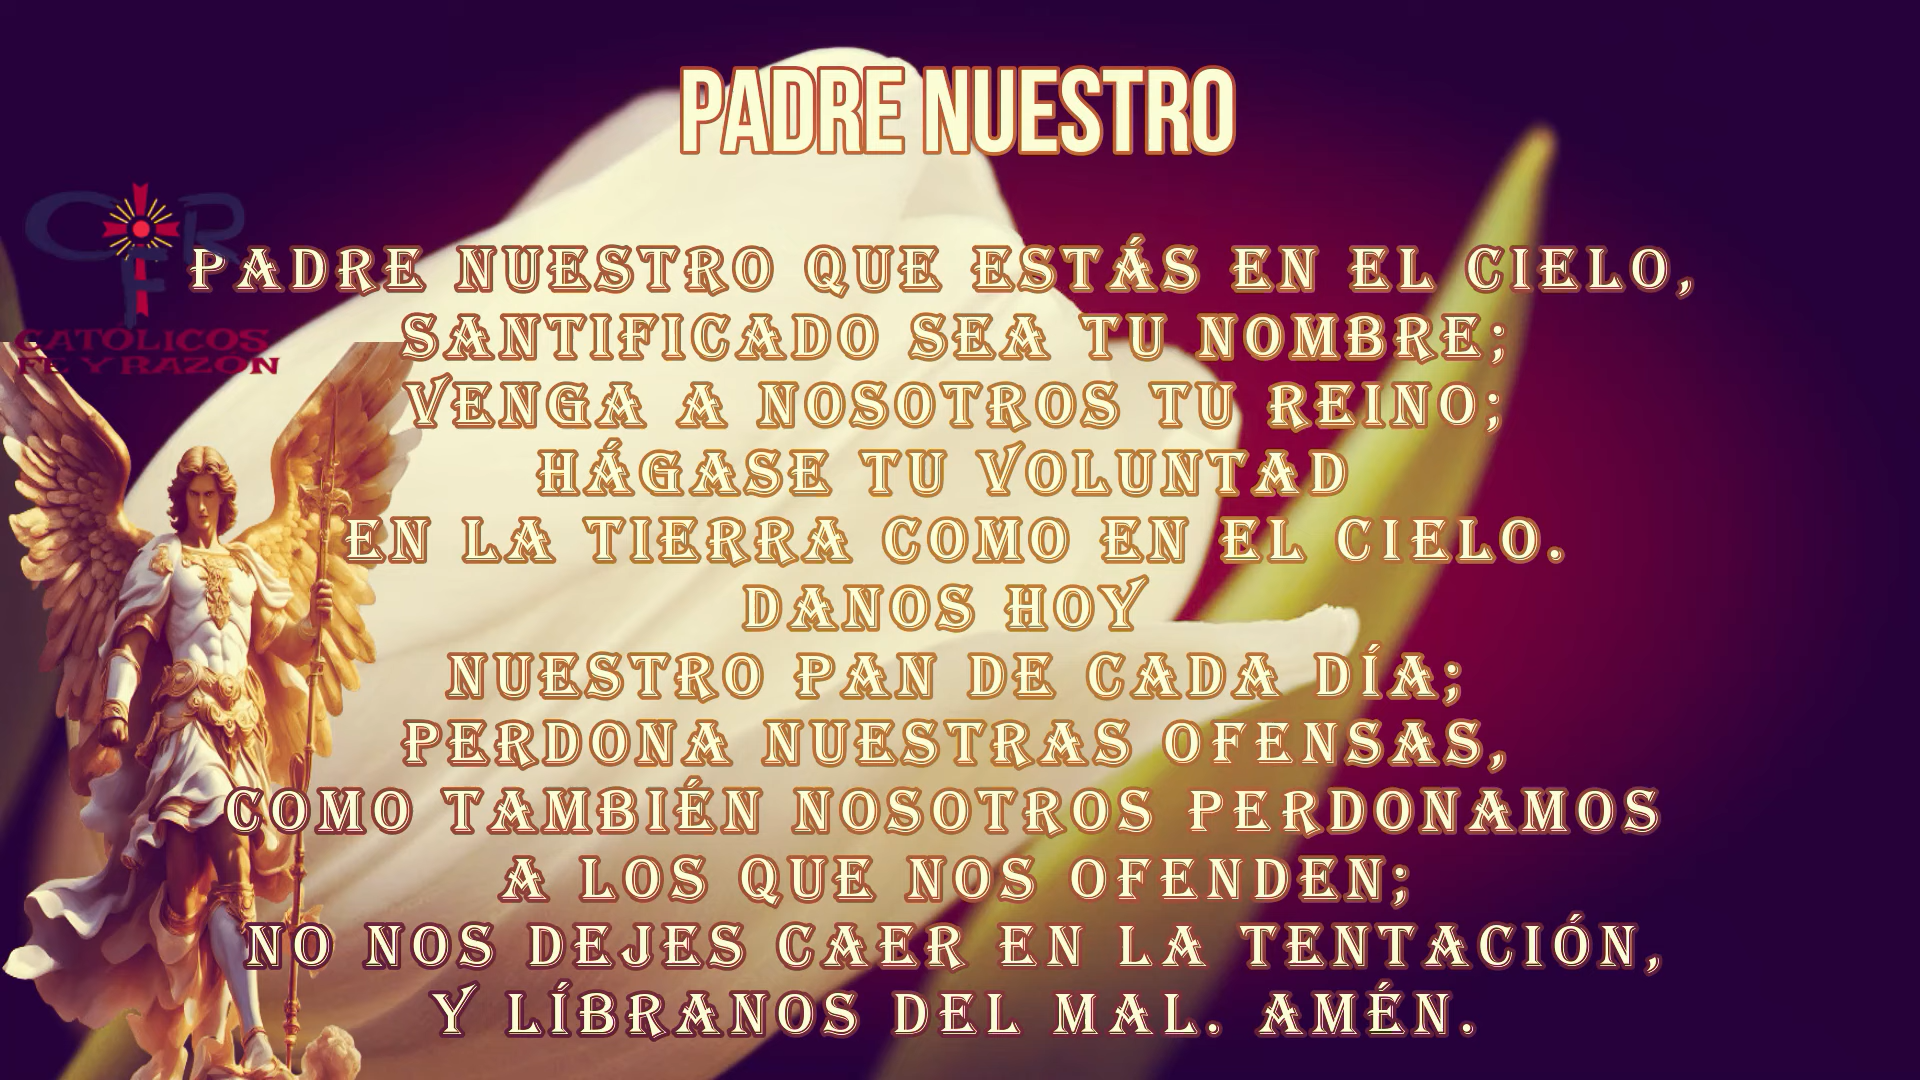 PADRE NUESTRO
CFR
CATÓLICOS
FE Y RAZÓN
PADRE NUESTRO QUE ESTÁS EN EL CIELO,
SANTIFICADO SEA TU NOMBRE;
VENGA A NOSOTROS TU REINO;
HÁGASE TU VOLUNTAD
EN LA TIERRA COMO EN EL CIELO.
DANOS HOY
NUESTRO PAN DE CADA DÍA;
PERDONA NUESTRAS OFENSAS,
COMO TAMBIÉN NOSOTROS PERDONAMOS
A LOS QUE NOS OFENDEN;
NO NOS DEJES CAER EN LA TENTACIÓN,
Y LÍBRANOS DEL MAL. AMÉN.